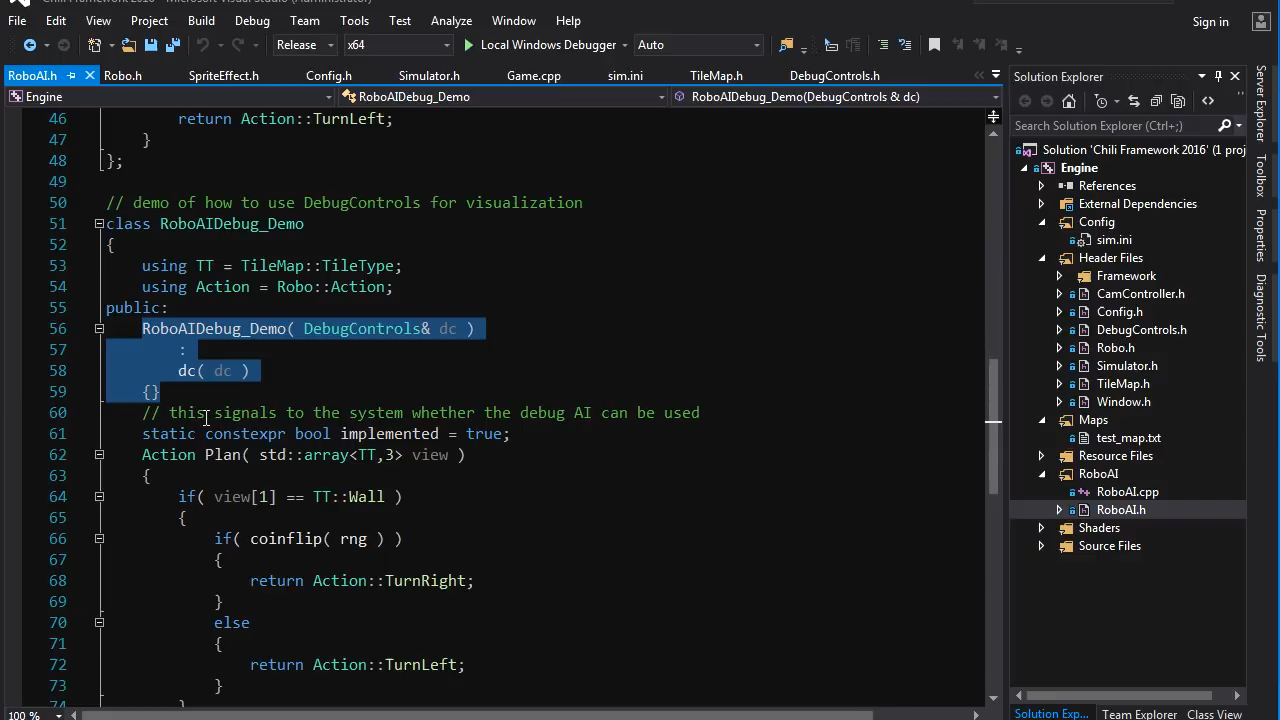 File Edit View Project Build Debug Team Tools Test Analyze Window Help
Sign in
Release x64 Local Windows Debugger Auto
RoboAI.h Robo.h SpriteEffect.h Config.h Simulator.h Game.cpp sim.ini TileMap.h DebugControls.h
Engine RoboAIDebug_Demo RoboAIDebug_Demo(DebugControls & dc)
46 return Action::TurnLeft;
47 }
48 };
49
50 // demo of how to use DebugControls for visualization
51 class RoboAIDebug_Demo
52 {
53 using TT = TileMap::TileType;
54 using Action = Robo::Action;
55 public:
56 RoboAIDebug_Demo( DebugControls& dc )
57 :
58 dc( dc )
59 {}
60 // this signals to the system whether the debug AI can be used
61 static constexpr bool implemented = true;
62 Action Plan( std::array<TT,3> view )
63 {
64 if( view[1] == TT::Wall )
65 {
66 if( coinflip( rng ) )
67 {
68 return Action::TurnRight;
69 }
70 else
71 {
72 return Action::TurnLeft;
73 }
74 }
100 %
Solution Explorer
Search Solution Explorer (Ctrl+;)
Solution 'Chili Framework 2016' (1 proj
Engine
References
External Dependencies
Config
sim.ini
Header Files
Framework
CamController.h
Config.h
DebugControls.h
Robo.h
Simulator.h
TileMap.h
Window.h
Maps
test_map.txt
Resource Files
RoboAI
RoboAI.cpp
RoboAI.h
Shaders
Source Files
Solution Exp... Team Explorer Class View
Server Explorer
Toolbox
Properties
Diagnostic Tools